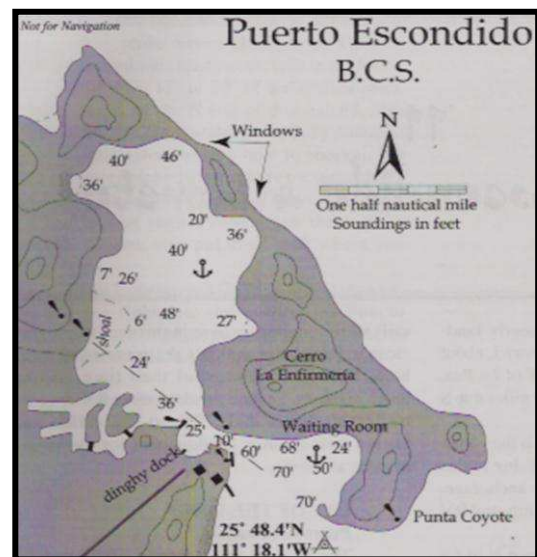 Not for Navigation
Puerto Escondido
B.C.S.
Windows
N
One half nautical mile
Soundings in feet
40'
46'
36'
20'
36'
40'
7'
26'
6'
48'
27'
shoal
24'
Cerro
La Enfirmeria
36'
25'
10'
Waiting Room
60'
68'
24'
70'
50'
70'
dinghy dock
Punta Coyote
25° 48.4'N
111° 18.1'W